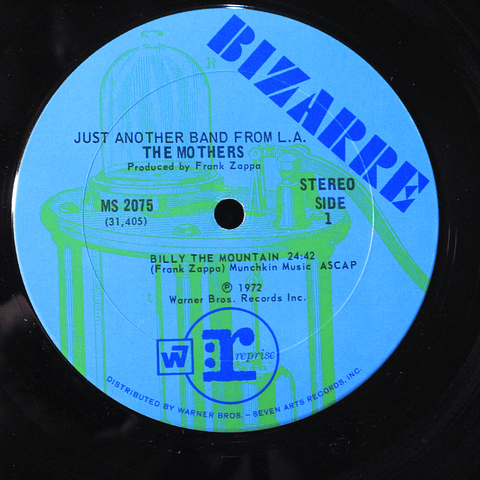 BIZARRE
R
JUST ANOTHER BAND FROM L.A.
THE MOTHERS
Produced by Frank Zappa
MS 2075
(31,405)
STEREO
SIDE
1
BILLY THE MOUNTAIN 24:42
(Frank Zappa) Munchkin Music ASCAP
Ⓟ 1972
Warner Bros. Records Inc.
W7
r:reprise
DISTRIBUTED BY WARNER BROS. – SEVEN ARTS RECORDS, INC.